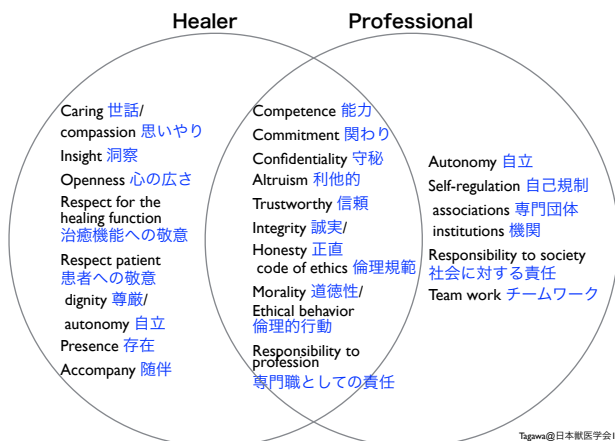 Healer
Professional
Caring 世話/
compassion 思いやり
Insight 洞察
Openness 心の広さ
Respect for the
healing function
治癒機能への敬意
Respect patient
患者への敬意
dignity 尊厳/
autonomy 自立
Presence 存在
Accompany 随伴
Competence 能力
Commitment 関わり
Confidentiality 守秘
Altruism 利他的
Trustworthy 信頼
Integrity 誠実/
Honesty 正直
code of ethics 倫理規範
Morality 道徳性/
Ethical behavior
倫理的行動
Responsibility to
profession
専門職としての責任
Autonomy 自立
Self-regulation 自己規制
associations 専門団体
institutions 機関
Responsibility to society
社会に対する責任
Team work チームワーク
Tagawa@日本獣医学会